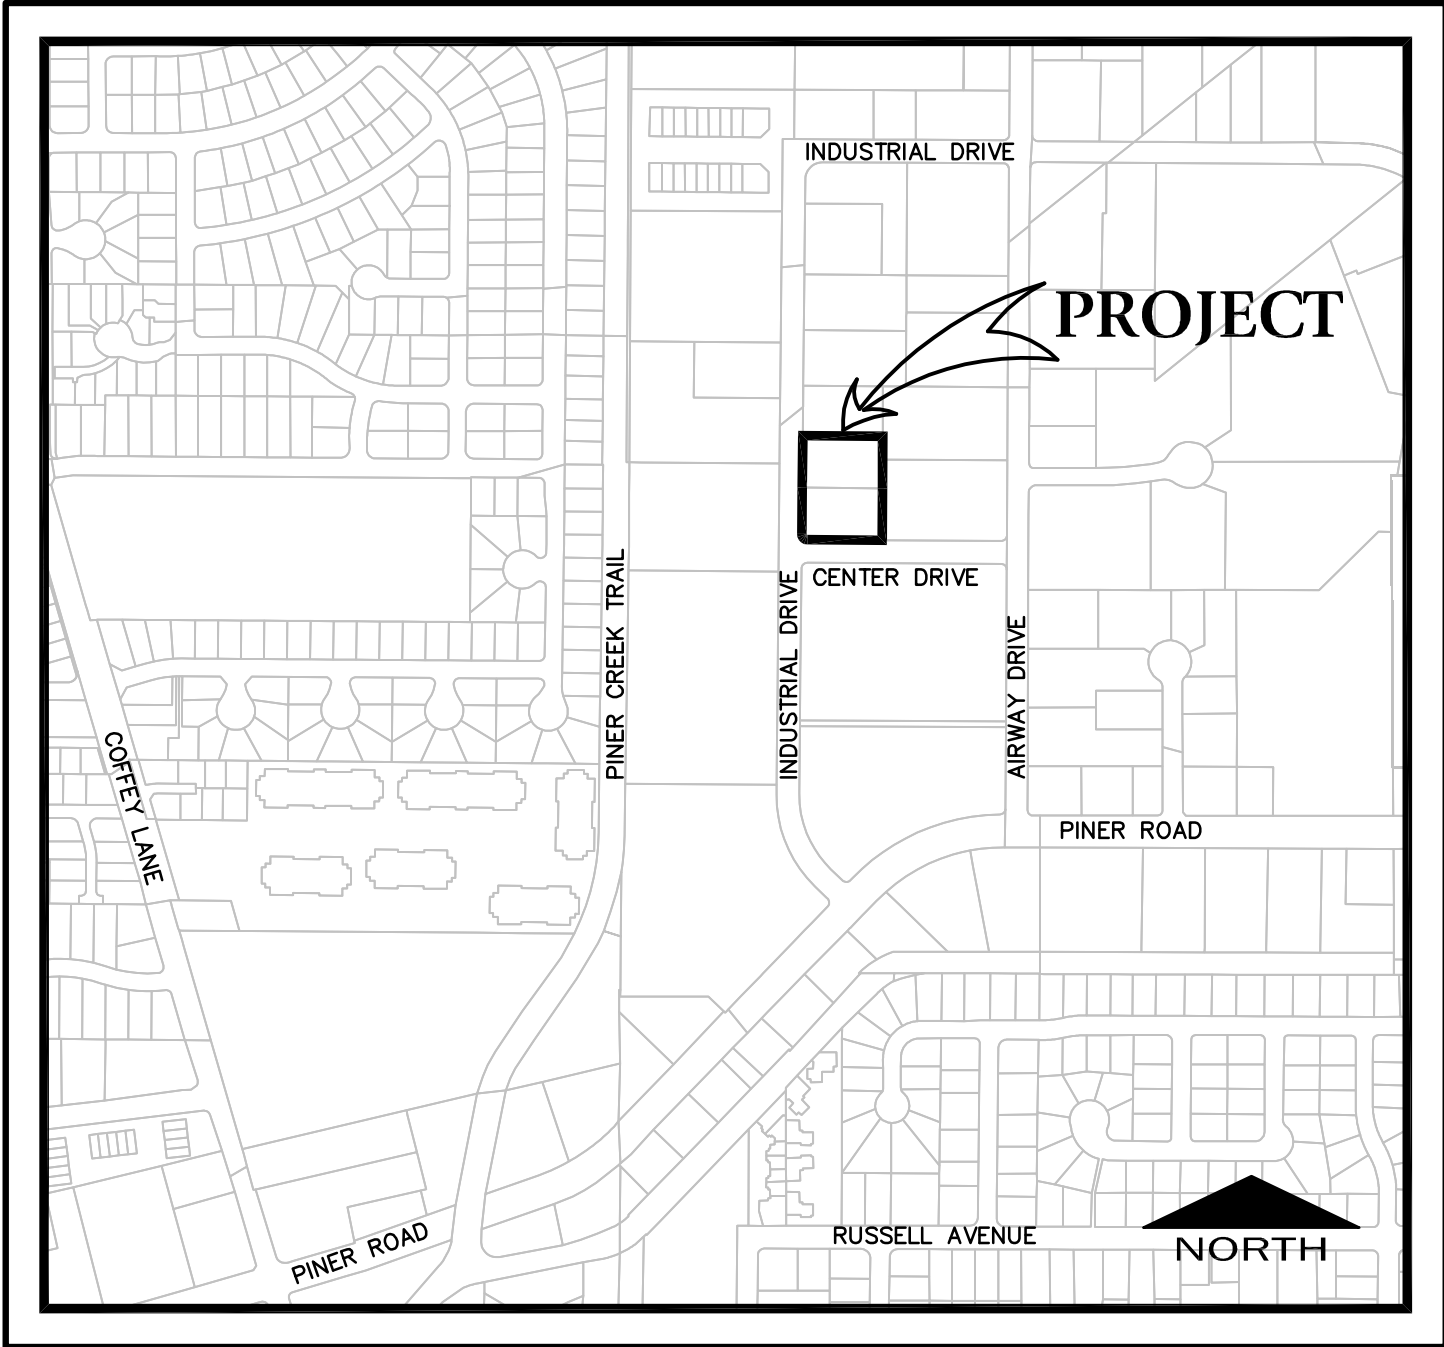 INDUSTRIAL DRIVE
PROJECT
CENTER DRIVE
PINER CREEK TRAIL
INDUSTRIAL DRIVE
AIRWAY DRIVE
COFFEY LANE
PINER ROAD
RUSSELL AVENUE
NORTH
PINER ROAD